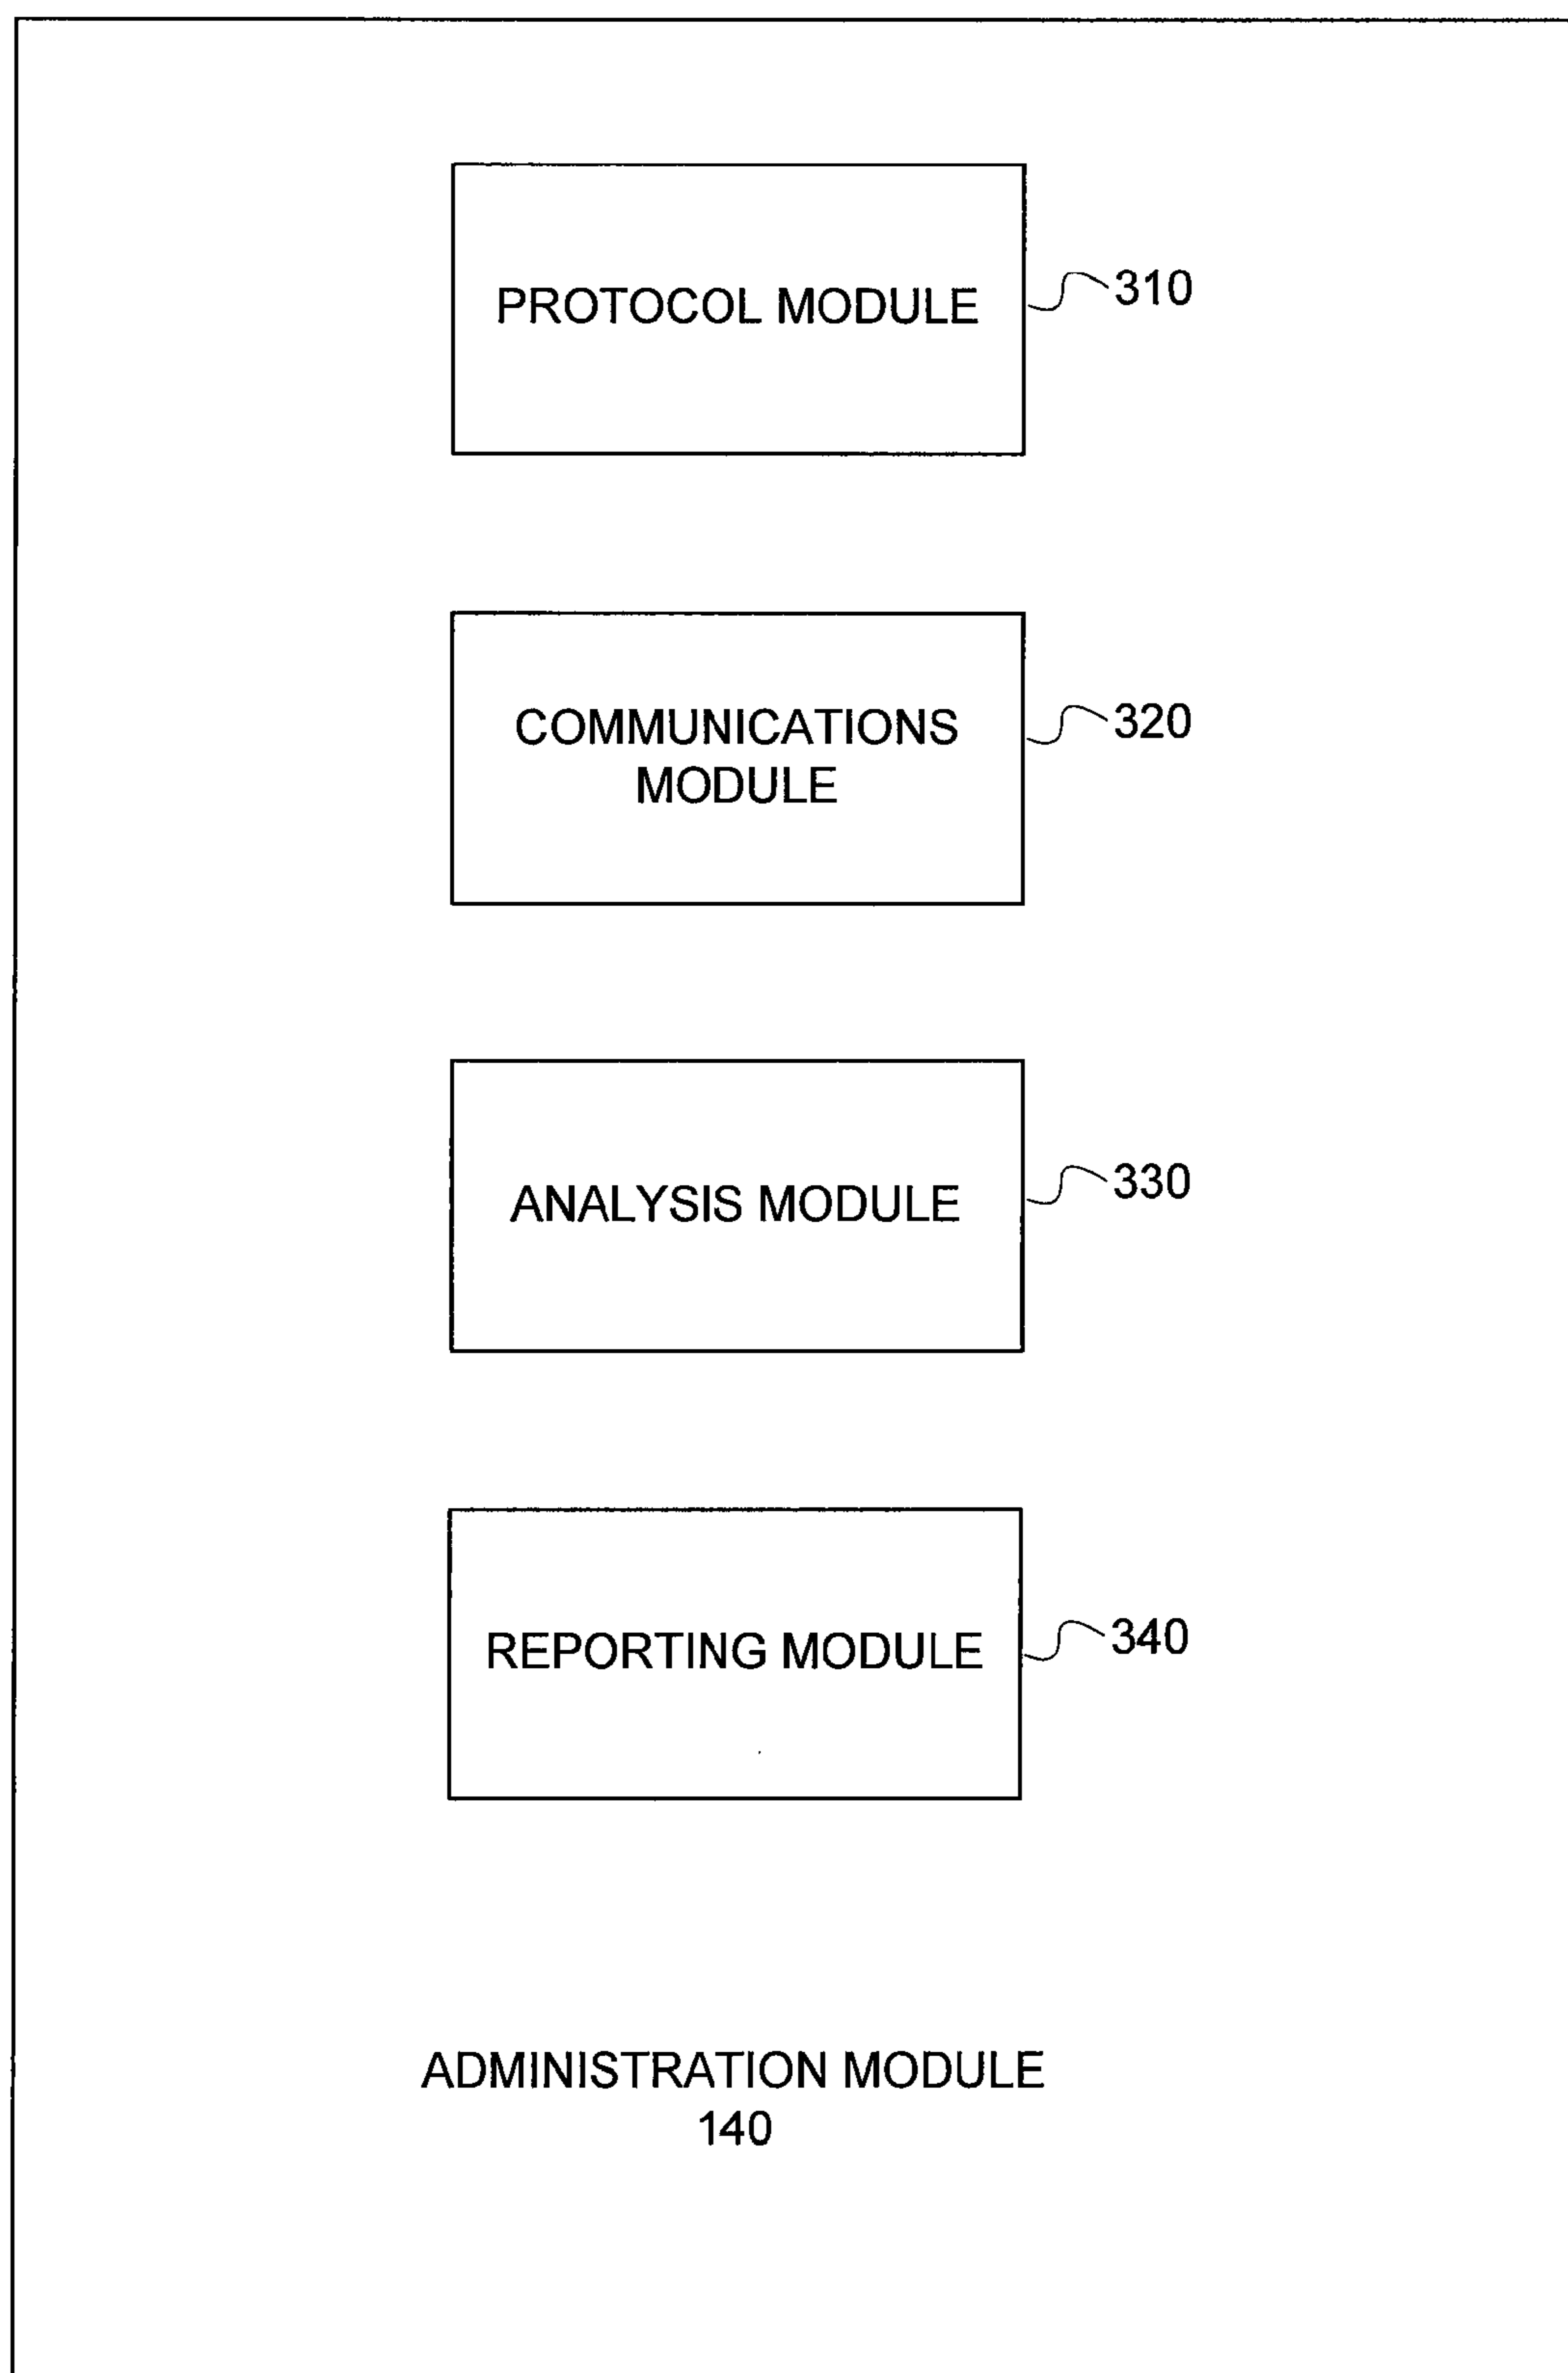 PROTOCOL MODULE
310
COMMUNICATIONS
MODULE
320
ANALYSIS MODULE
330
REPORTING MODULE
340
ADMINISTRATION MODULE
140